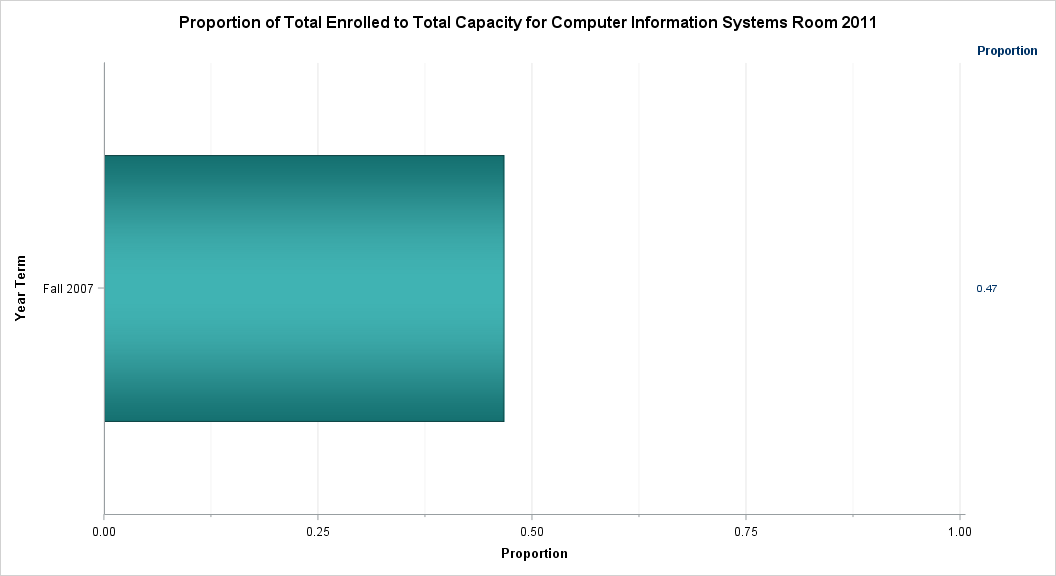 Proportion of Total Enrolled to Total Capacity for Computer Information Systems Room 2011
Proportion
Year Term
Fall 2007
0.47
0.00 0.25 0.50 0.75 1.00
Proportion